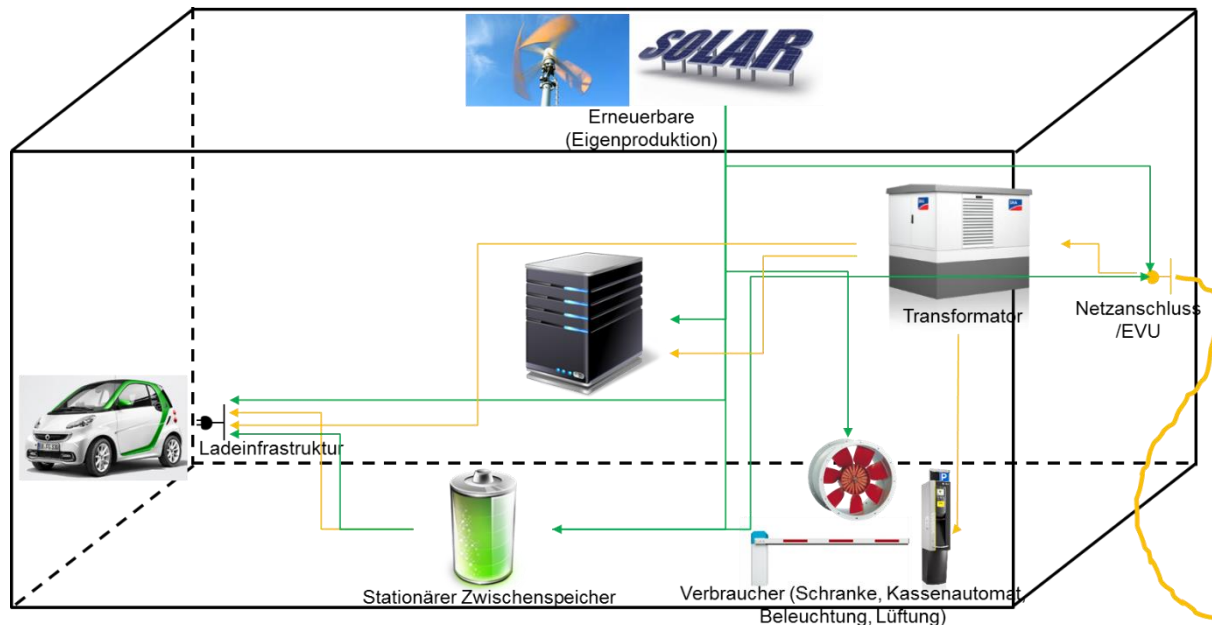 SOLAR
Erneuerbare
(Eigenproduktion)
Transformator
Netzanschluss
/EVU
Ladeinfrastruktur
Stationärer Zwischenspeicher
Verbraucher (Schranke, Kassenautomat,
Beleuchtung, Lüftung)
P